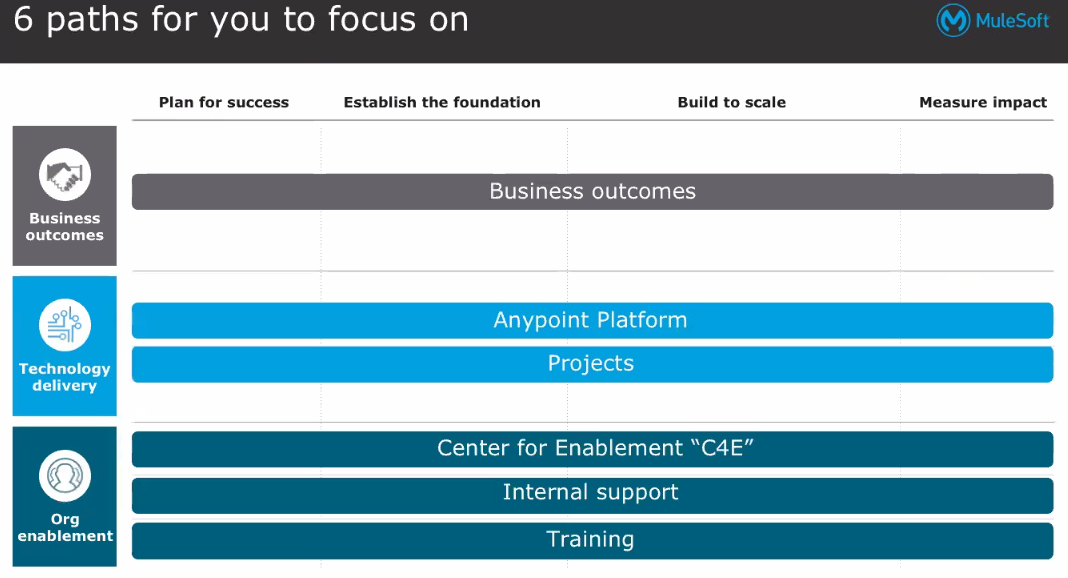 6 paths for you to focus on
MuleSoft
Plan for success
Establish the foundation
Build to scale
Measure impact
Business
outcomes
Business outcomes
Technology
delivery
Anypoint Platform
Projects
Org
enablement
Center for Enablement “C4E”
Internal support
Training